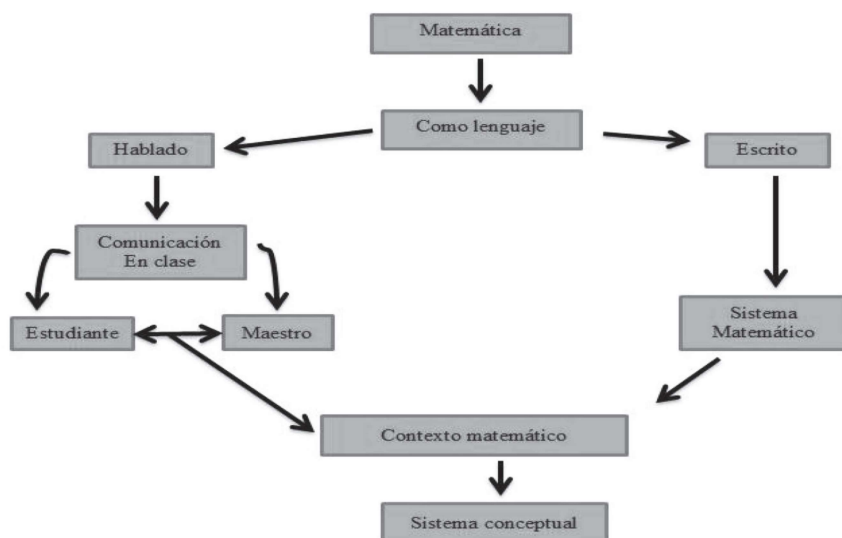 Matemática
Como lenguaje
Hablado
Escrito
Comunicación
En clase
Estudiante
Maestro
Sistema
Matemático
Contexto matemático
Sistema conceptual